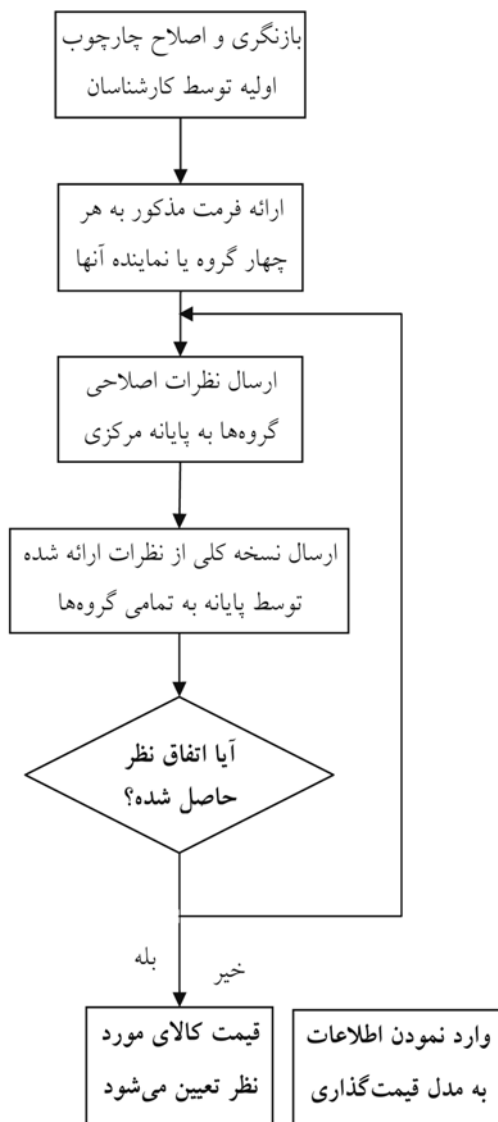 بازنگری و اصلاح چارچوب
اولیه توسط کارشناسان
ارائه فرمت مذکور به هر
چهار گروه یا نماینده آنها
ارسال نظرات اصلاحی
گروه‌ها به پایانه مرکزی
ارسال نسخه کلی از نظرات ارائه شده
توسط پایانه به تمامی گروه‌ها
آیا اتفاق نظر
حاصل شده؟
خیر
بله
وارد نمودن اطلاعات
به مدل قیمت‌گذاری
قیمت کالای مورد
نظر تعیین می‌شود